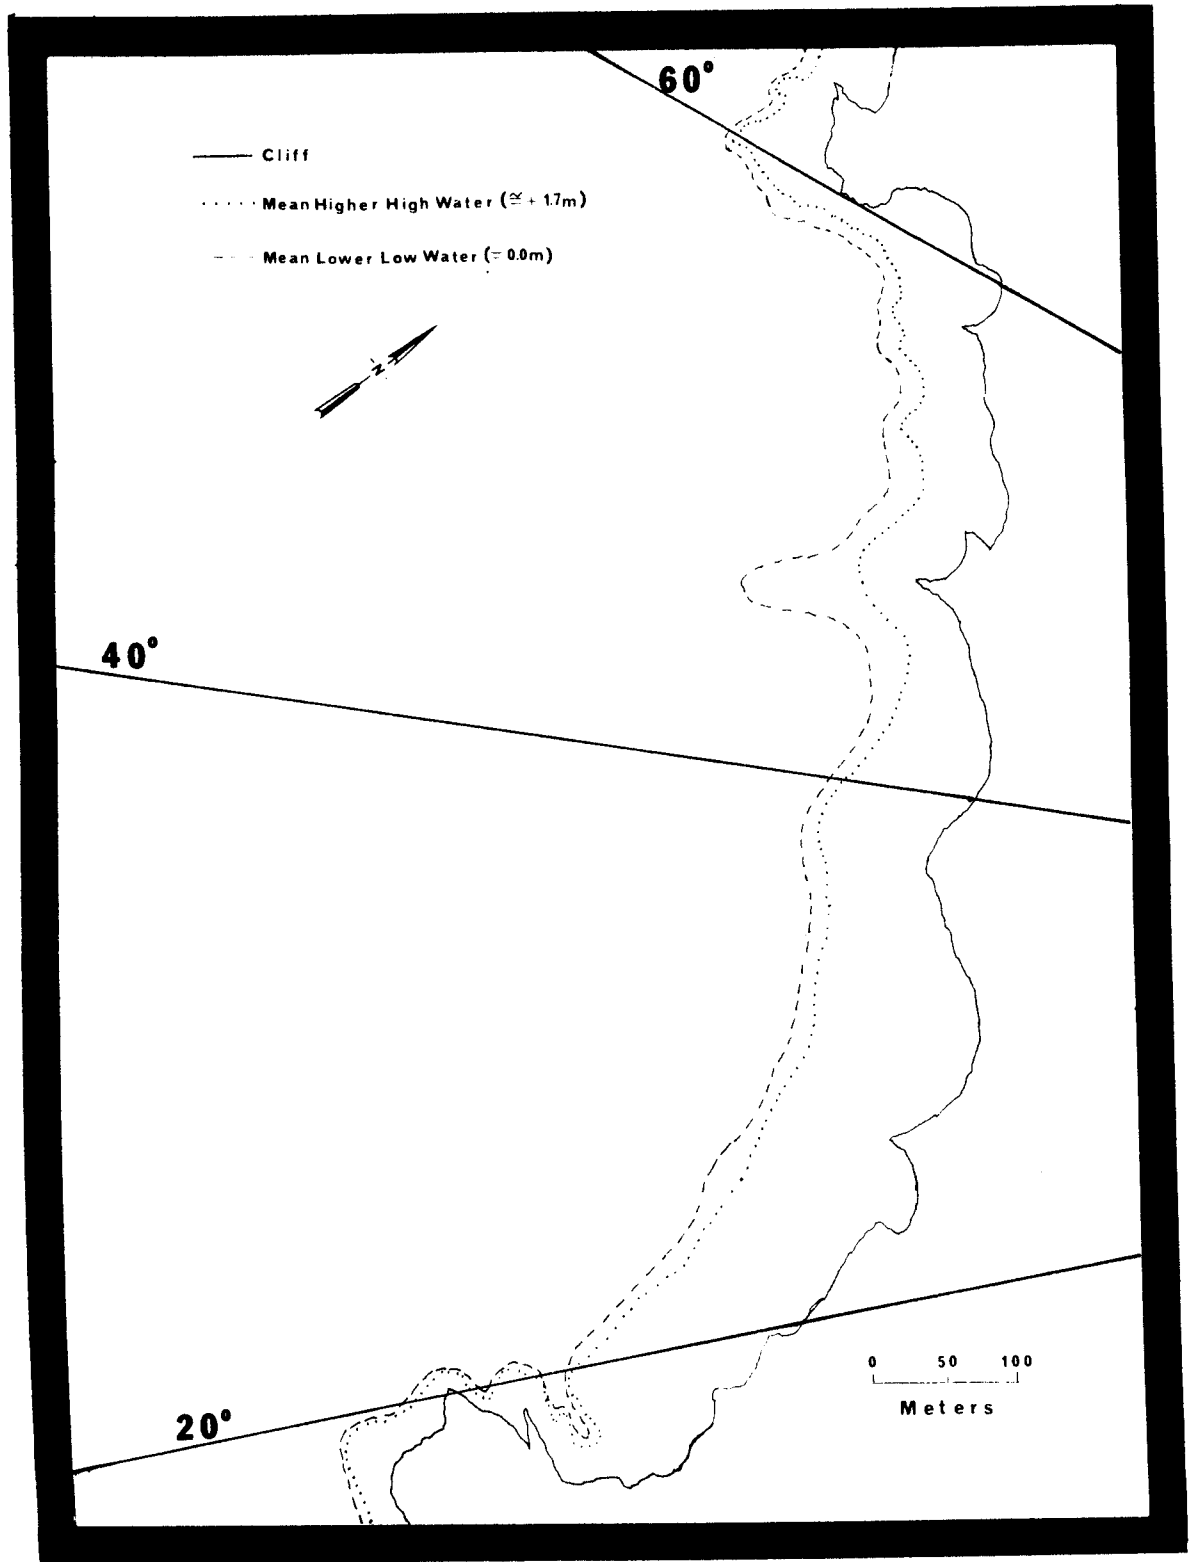 60°
Cliff
Mean Higher High Water (≅ + 1.7m)
Mean Lower Low Water (= 0.0m)
N
40°
0 50 100
Meters
20°